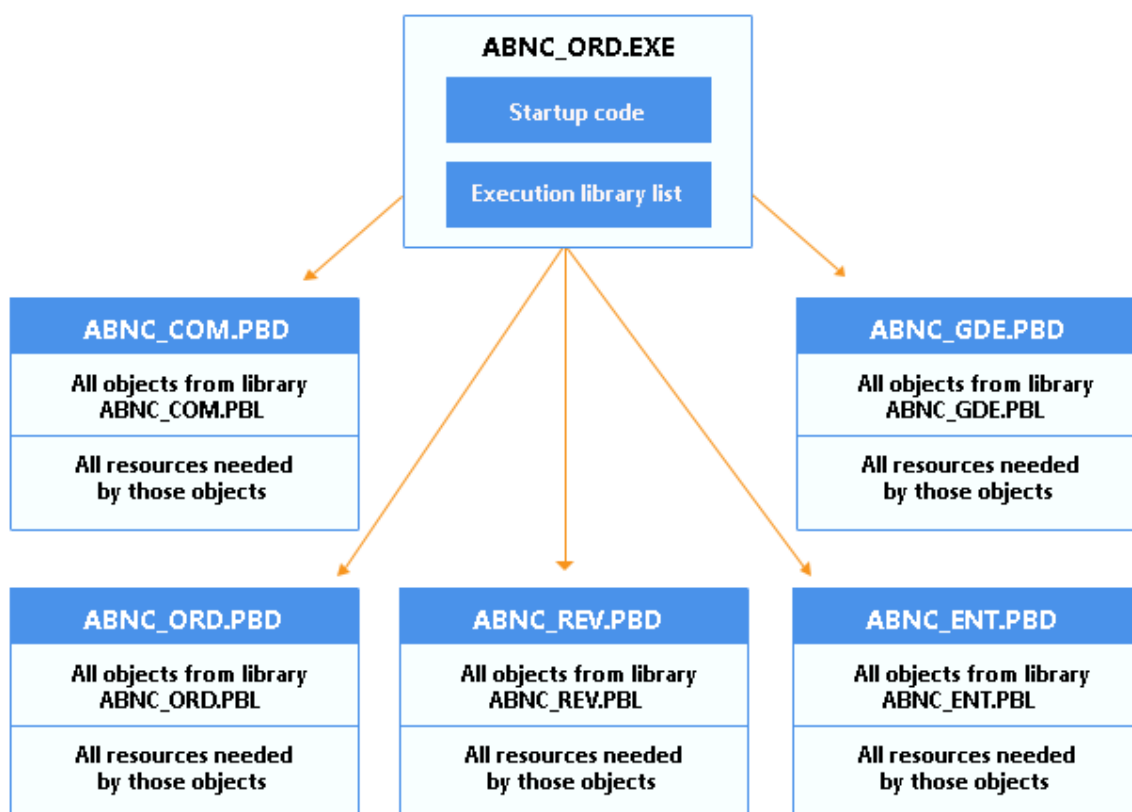 ABNC_ORD.EXE
Startup code
Execution library list
ABNC_COM.PBD
All objects from library
ABNC_COM.PBL
All resources needed
by those objects
ABNC_GDE.PBD
All objects from library
ABNC_GDE.PBL
All resources needed
by those objects
ABNC_ORD.PBD
All objects from library
ABNC_ORD.PBL
All resources needed
by those objects
ABNC_REV.PBD
All objects from library
ABNC_REV.PBL
All resources needed
by those objects
ABNC_ENT.PBD
All objects from library
ABNC_ENT.PBL
All resources needed
by those objects